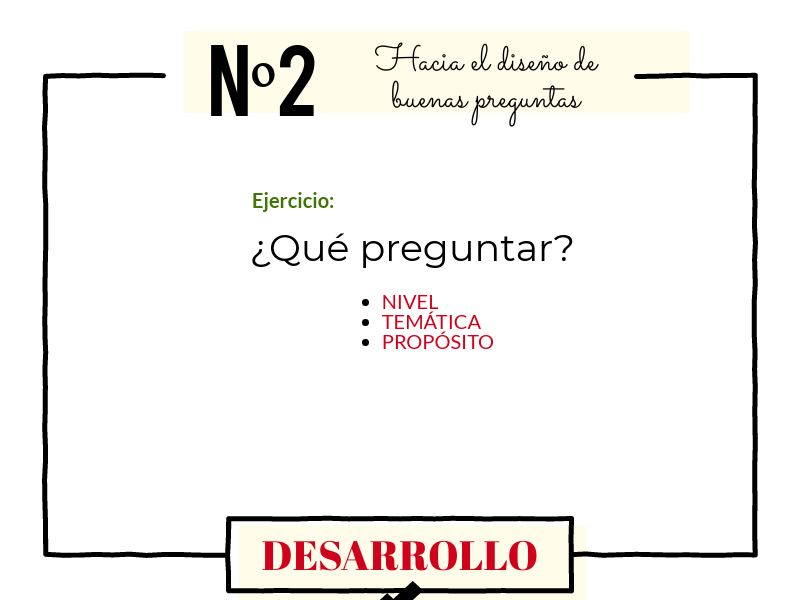 Nº2
Hacia el diseño de
buenas preguntas
Ejercicio:
¿Qué preguntar?
• NIVEL
• TEMÁTICA
• PROPÓSITO
DESARROLLO